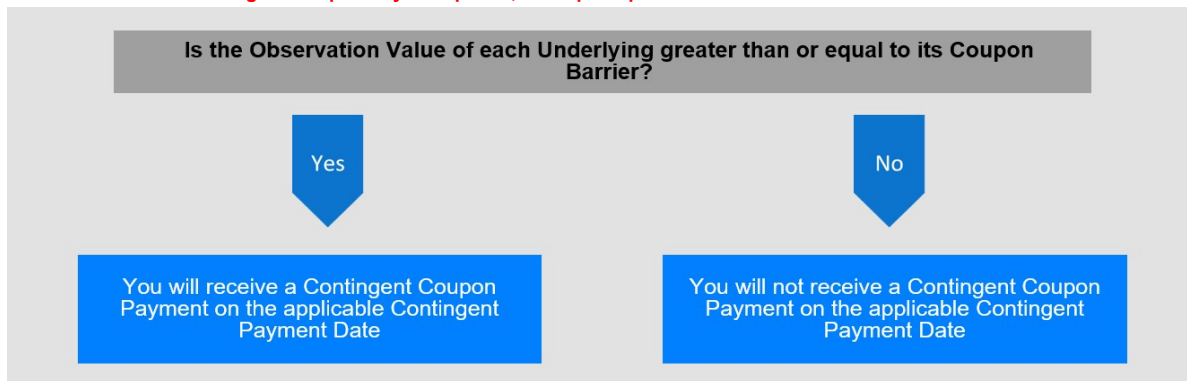 Is the Observation Value of each Underlying greater than or equal to its Coupon
Barrier?
Yes
No
You will receive a Contingent Coupon
Payment on the applicable Contingent
Payment Date
You will not receive a Contingent Coupon
Payment on the applicable Contingent
Payment Date